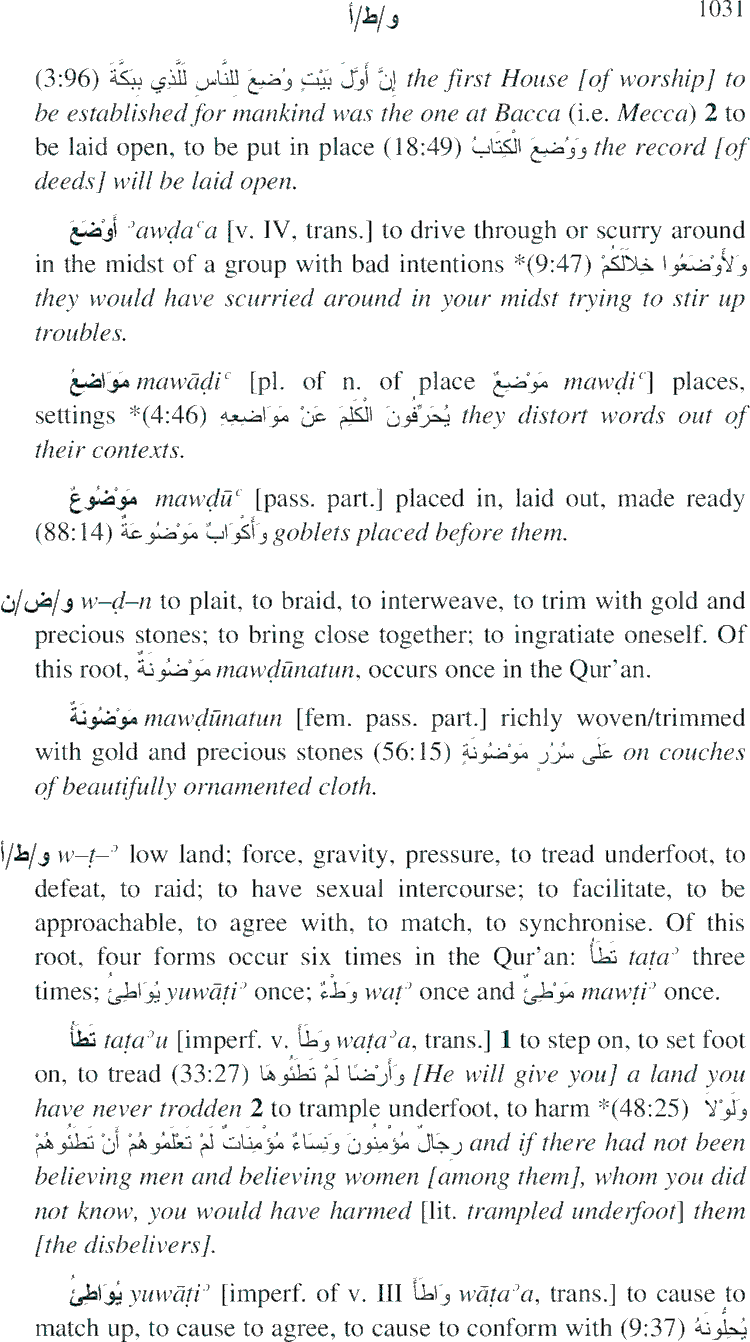 و/ط/أ 1031
(3:96) إِنَّ أَوَّلَ بَيْتٍ وُضِعَ لِلنَّاسِ لَلَّذِي بِبَكَّةَ the first House [of worship] to
be established for mankind was the one at Bacca (i.e. Mecca) 2 to
be laid open, to be put in place (18:49) وَوُضِعَ الْكِتَابُ the record [of
deeds] will be laid open.
أَوْضَعَ ʾawḍaʿa [v. IV, trans.] to drive through or scurry around
in the midst of a group with bad intentions *(9:47) وَلأَوْضَعُوا خِلاَلَكُمْ
they would have scurried around in your midst trying to stir up
troubles.
مَوَاضِعُ mawāḍiʿ [pl. of n. of place مَوْضِعٌ mawḍiʿ] places,
settings *(4:46) يُحَرِّفُونَ الْكَلِمَ عَنْ مَوَاضِعِهِ they distort words out of
their contexts.
مَوْضُوعٌ mawḍūʿ [pass. part.] placed in, laid out, made ready
(88:14) وَأَكْوَابٌ مَوْضُوعَةٌ goblets placed before them.
و/ض/ن w–ḍ–n to plait, to braid, to interweave, to trim with gold and
precious stones; to bring close together; to ingratiate oneself. Of
this root, مَوْضُونَةٌ mawḍūnatun, occurs once in the Qur’an.
مَوْضُونَةٌ mawḍūnatun [fem. pass. part.] richly woven/trimmed
with gold and precious stones (56:15) عَلَى سُرُرٍ مَوْضُونَةٍ on couches
of beautifully ornamented cloth.
و/ط/أ w–ṭ–ʾ low land; force, gravity, pressure, to tread underfoot, to
defeat, to raid; to have sexual intercourse; to facilitate, to be
approachable, to agree with, to match, to synchronise. Of this
root, four forms occur six times in the Qur’an: تَطَأُ taṭaʾ three
times; يُوَاطِئُ yuwāṭiʾ once; وَطْءٌ waṭʾ once and مَوْطِئٌ mawṭiʾ once.
تَطَأُ taṭaʾu [imperf. v. وَطَأَ waṭaʾa, trans.] 1 to step on, to set foot
on, to tread (33:27) وَأَرْضًا لَمْ تَطَئُوهَا [He will give you] a land you
have never trodden 2 to trample underfoot, to harm *(48:25) وَلَوْلاَ
رِجَالٌ مُؤْمِنُونَ وَنِسَاءٌ مُؤْمِنَاتٌ لَمْ تَعْلَمُوهُمْ أَنْ تَطَئُوهُمْ and if there had not been
believing men and believing women [among them], whom you did
not know, you would have harmed [lit. trampled underfoot] them
[the disbelivers].
يُوَاطِئُ yuwāṭiʾ [imperf. of v. III وَاطَأَ wāṭaʾa, trans.] to cause to
match up, to cause to agree, to cause to conform with (9:37) يُحِلُّونَهُ